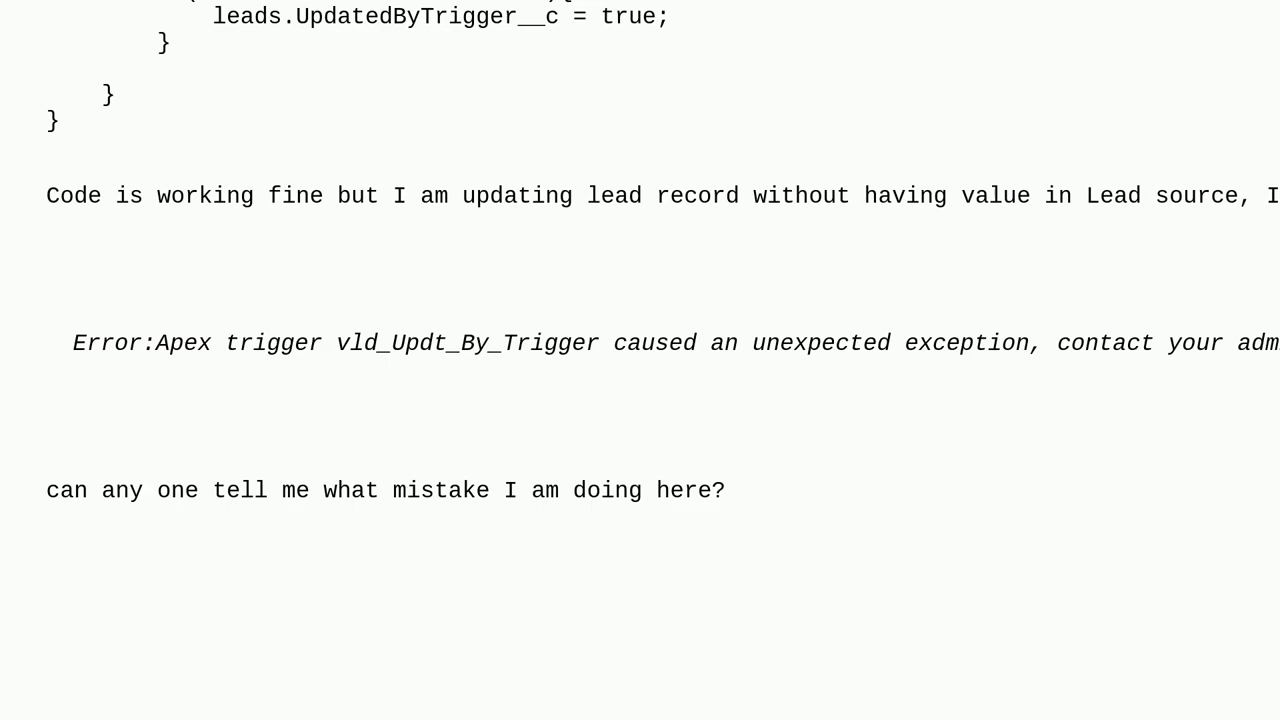 leads.UpdatedByTrigger__c = true;
}
}
}
Code is working fine but I am updating lead record without having value in Lead source, I
Error:Apex trigger vld_Updt_By_Trigger caused an unexpected exception, contact your
can any one tell me what mistake I am doing here?